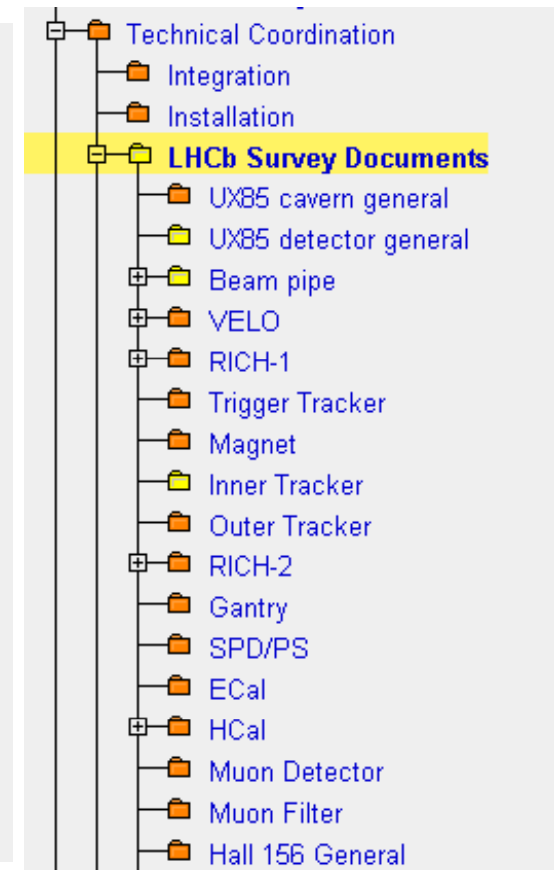 Technical Coordination
Integration
Installation
LHCb Survey Documents
UX85 cavern general
UX85 detector general
Beam pipe
VELO
RICH-1
Trigger Tracker
Magnet
Inner Tracker
Outer Tracker
RICH-2
Gantry
SPD/PS
ECal
HCal
Muon Detector
Muon Filter
Hall 156 General